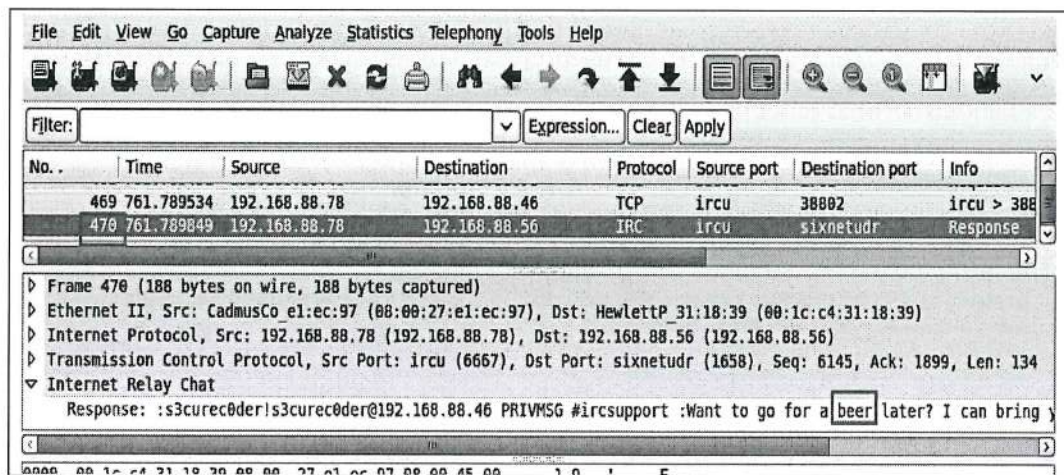 File Edit View Go Capture Analyze Statistics Telephony Tools Help
Filter: Expression... Clear Apply
No. . Time Source Destination Protocol Source port Destination port Info
469 761.789534 192.168.88.78 192.168.88.46 TCP ircu 38802 ircu > 388
470 761.789849 192.168.88.78 192.168.88.56 IRC ircu sixnetudr Response
Frame 470 (188 bytes on wire, 188 bytes captured)
Ethernet II, Src: CadmusCo_e1:ec:97 (08:00:27:e1:ec:97), Dst: HewlettP_31:18:39 (00:1c:c4:31:18:39)
Internet Protocol, Src: 192.168.88.78 (192.168.88.78), Dst: 192.168.88.56 (192.168.88.56)
Transmission Control Protocol, Src Port: ircu (6667), Dst Port: sixnetudr (1658), Seq: 6145, Ack: 1899, Len: 134
Internet Relay Chat
Response: :s3curec0der!s3curec0der@192.168.88.46 PRIVMSG #ircsupport :Want to go for a beer later? I can bring